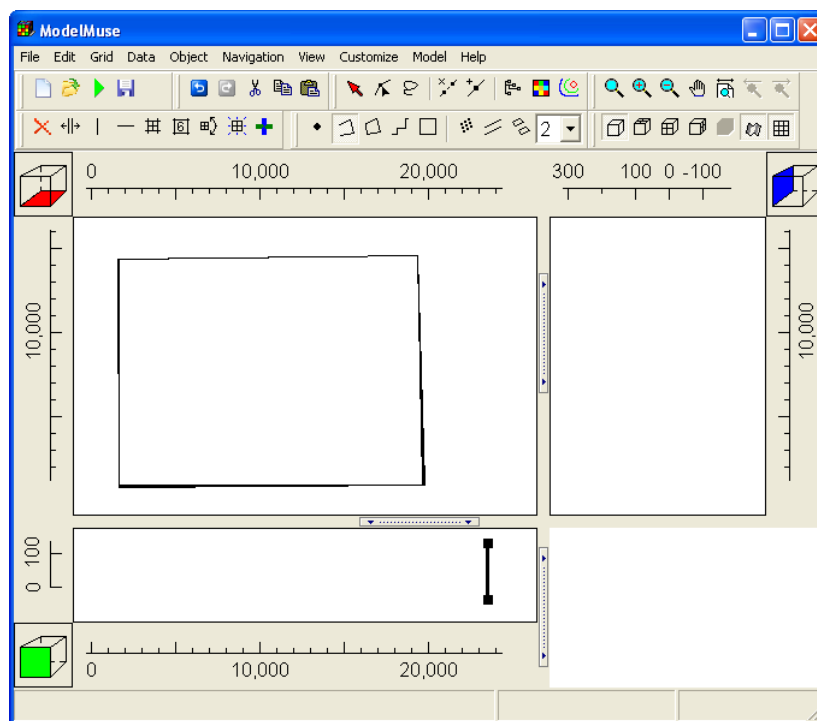 ModelMuse
File Edit Grid Data Object Navigation View Customize Model Help
6 2
0 10,000 20,000 300 100 0 -100
10,000 10,000
0 100
0 10,000 20,000